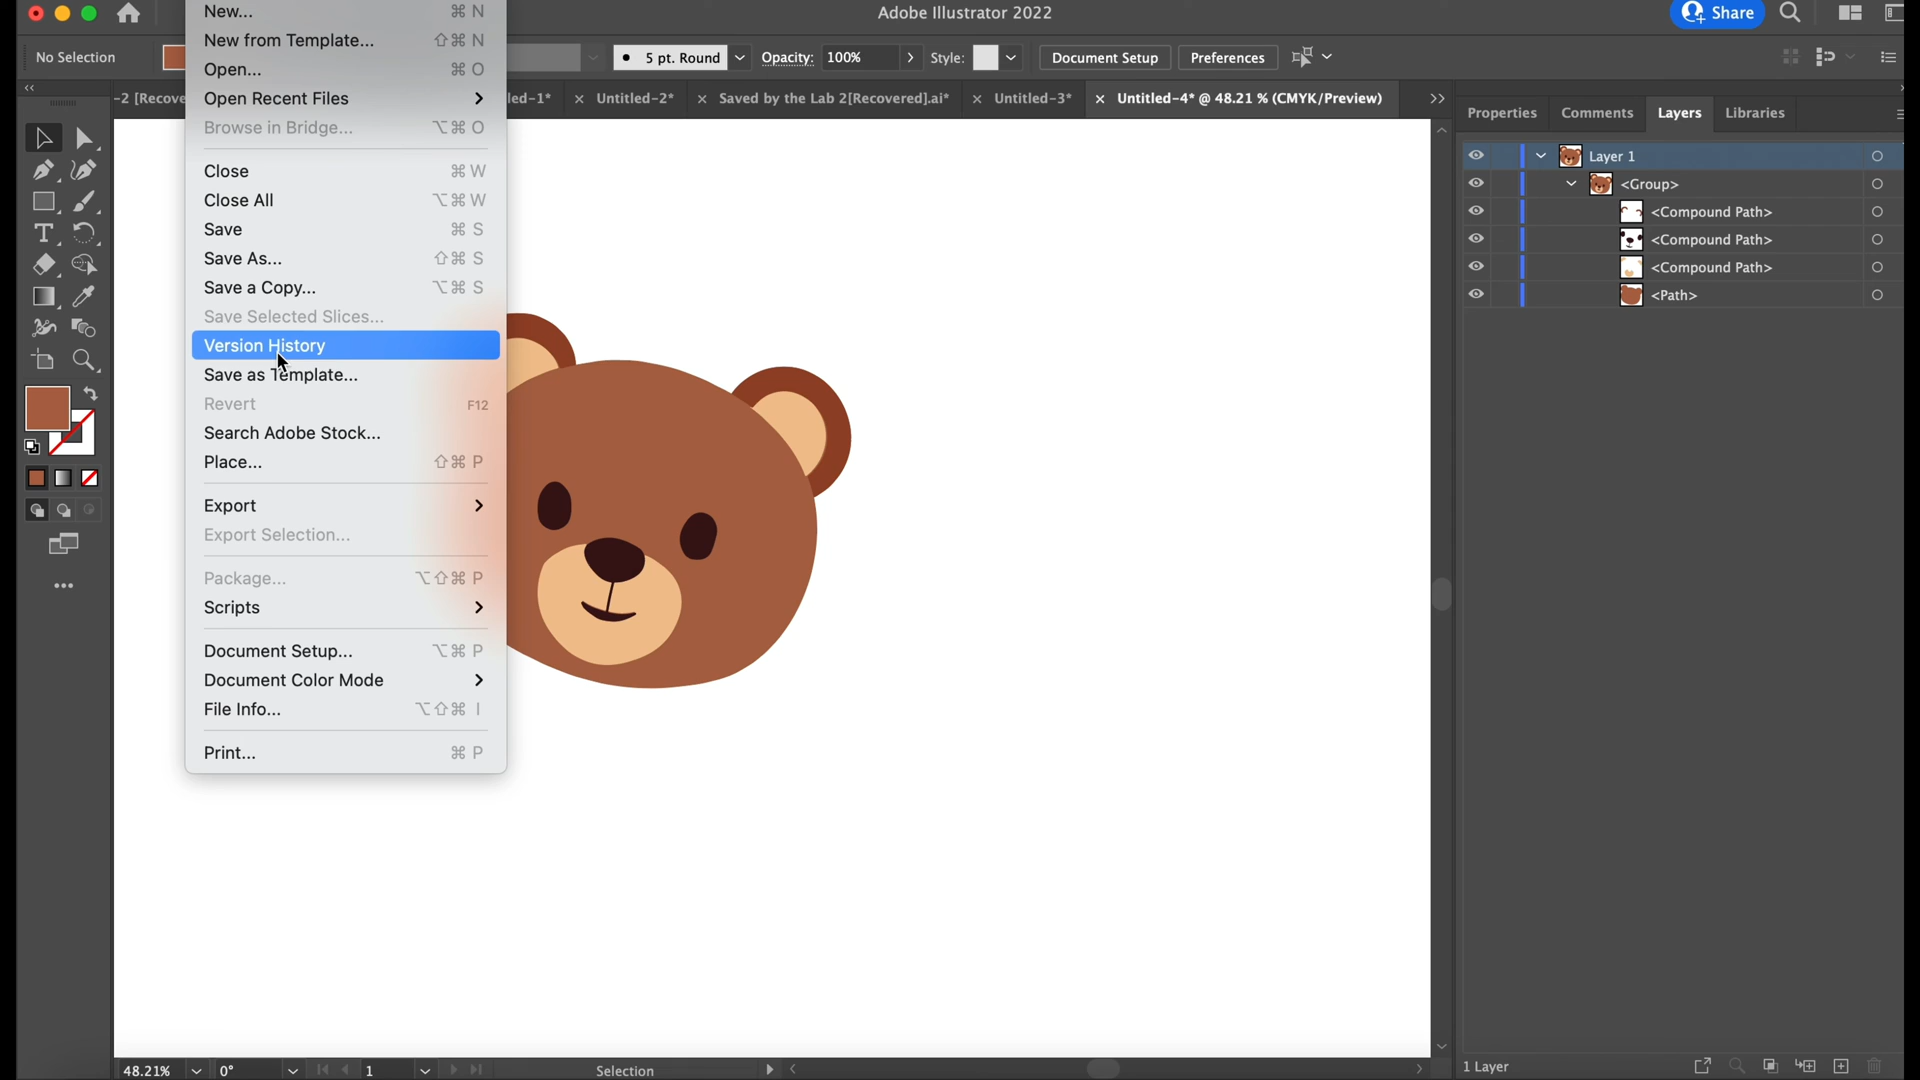 Adobe Illustrator 2022
Share
No Selection
5 pt. Round
Opacity:
100%
Style:
Document Setup
Preferences
-2 [Recove
led-1*
× Untitled-2*
× Saved by the Lab 2[Recovered].ai*
× Untitled-3*
× Untitled-4* @ 48.21 % (CMYK/Preview)
New... ⌘ N
New from Template... ⇧⌘ N
Open... ⌘ O
Open Recent Files
Browse in Bridge... ⌥⌘ O
Close ⌘ W
Close All ⌥⌘ W
Save ⌘ S
Save As... ⇧⌘ S
Save a Copy... ⌥⌘ S
Save Selected Slices...
Version History
Save as Template...
Revert F12
Search Adobe Stock...
Place... ⇧⌘ P
Export
Export Selection...
Package... ⌥⇧⌘ P
Scripts
Document Setup... ⌥⌘ P
Document Color Mode
File Info... ⌥⇧⌘ I
Print... ⌘ P
Properties
Comments
Layers
Libraries
Layer 1
<Group>
<Compound Path>
<Compound Path>
<Compound Path>
<Path>
48.21%
0°
1
Selection
1 Layer